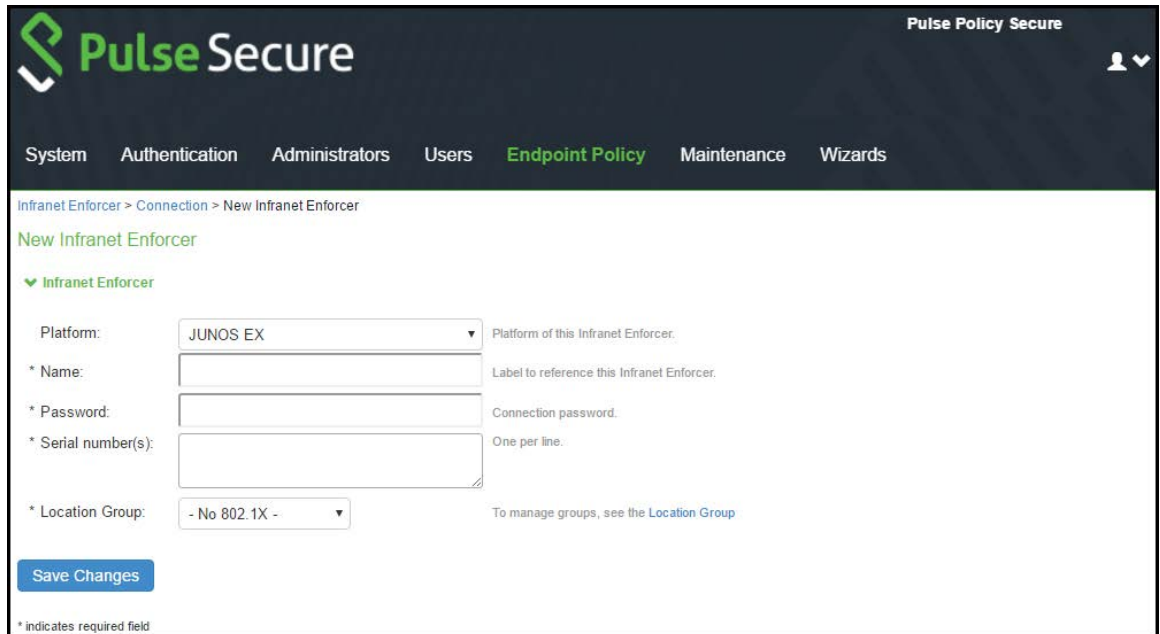 Pulse Secure
Pulse Policy Secure
System Authentication Administrators Users Endpoint Policy Maintenance Wizards
Infranet Enforcer > Connection > New Infranet Enforcer
New Infranet Enforcer
Infranet Enforcer
Platform: JUNOS EX Platform of this Infranet Enforcer.
* Name: Label to reference this Infranet Enforcer.
* Password: Connection password.
* Serial number(s): One per line.
* Location Group: - No 802.1X - To manage groups, see the Location Group
Save Changes
* indicates required field